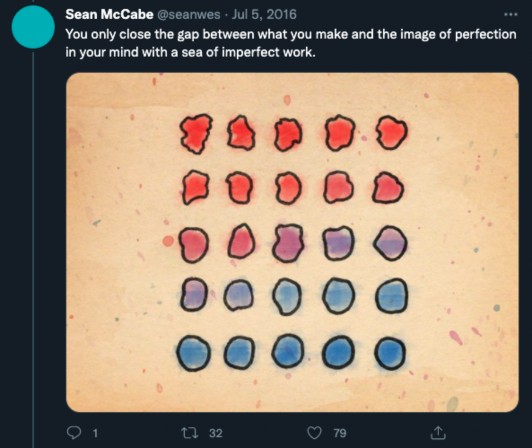 Sean McCabe @seanwes · Jul 5, 2016
You only close the gap between what you make and the image of perfection
in your mind with a sea of imperfect work.
1 32 79